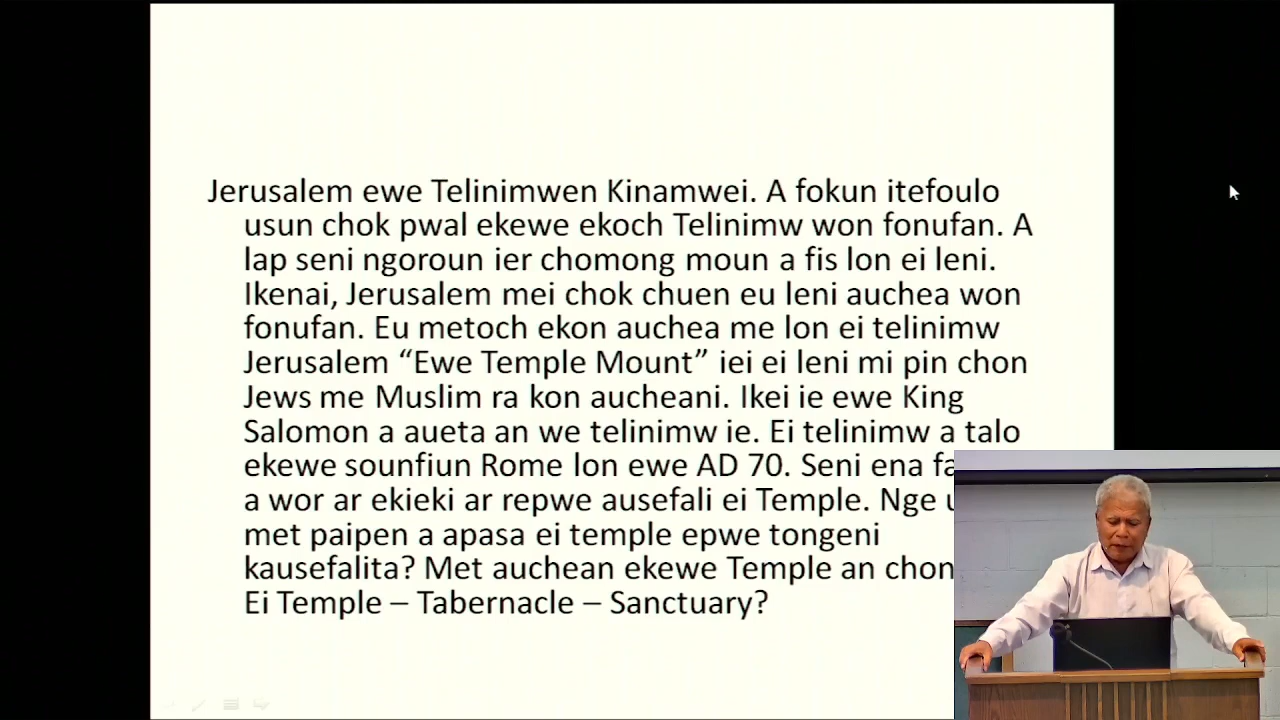 Jerusalem ewe Telinimwen Kinamwei. A fokun itefoulo
usun chok pwal ekewe ekoch Telinimw won fonufan. A
lap seni ngoroun ier chomong moun a fis lon ei leni.
Ikenai, Jerusalem mei chok chuen eu leni auchea won
fonufan. Eu metoch ekon auchea me lon ei telinimw
Jerusalem “Ewe Temple Mount” iei ei leni mi pin chon
Jews me Muslim ra kon aucheani. Ikei ie ewe King
Salomon a aueta an we telinimw ie. Ei telinimw a talo
ekewe sounfiun Rome lon ewe AD 70. Seni ena
a wor ar ekieki ar repwe ausefali ei Temple. Nge
met paipen a apasa ei temple epwe tongeni
kausefalita? Met auchean ekewe Temple an
Ei Temple – Tabernacle – Sanctuary?